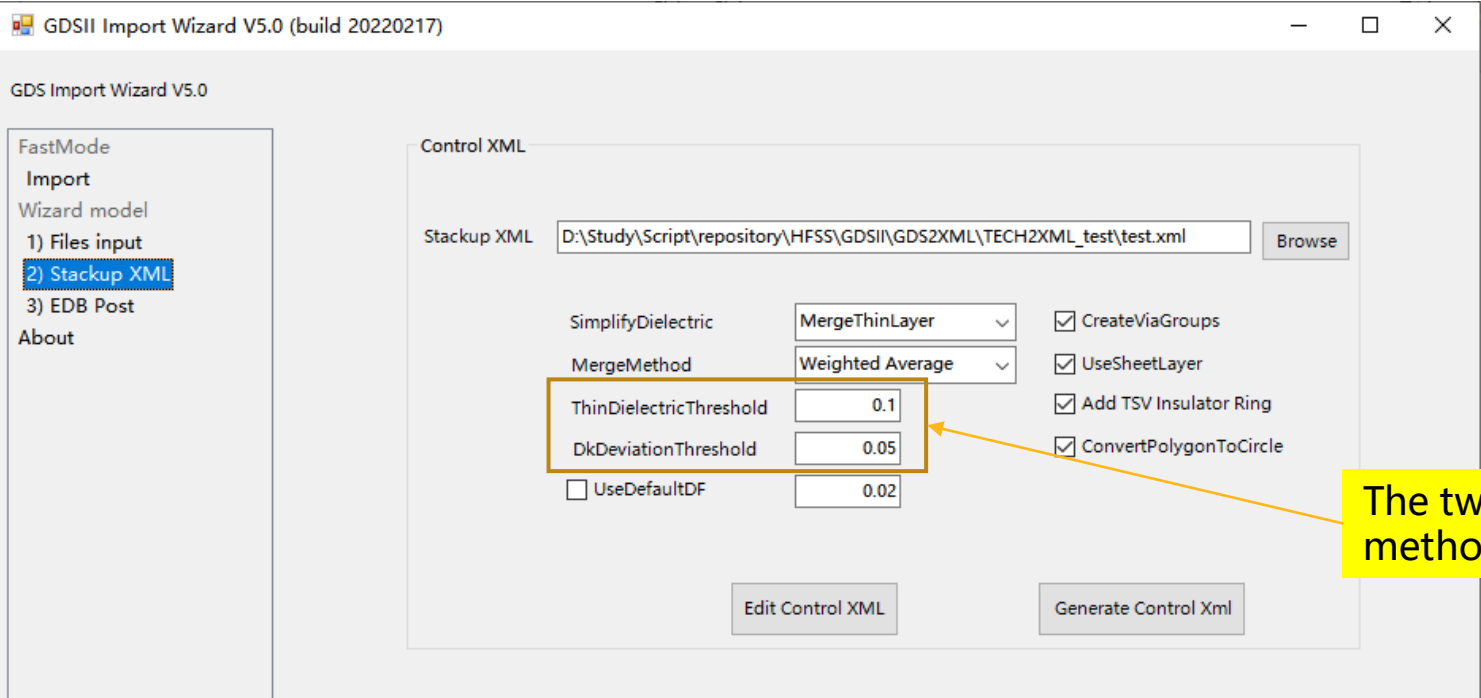 GDSII Import Wizard V5.0 (build 20220217)
GDS Import Wizard V5.0
FastMode
Import
Wizard model
1) Files input
2) Stackup XML
3) EDB Post
About
Control XML
Stackup XML D:\Study\Script\repository\HFSS\GDSII\GDS2XML\TECH2XML_test\test.xml Browse
SimplifyDielectric MergeThinLayer CreateViaGroups
MergeMethod Weighted Average UseSheetLayer
ThinDielectricThreshold 0.1 Add TSV Insulator Ring
DkDeviationThreshold 0.05 ConvertPolygonToCircle
UseDefaultDF 0.02
The tw
metho
Edit Control XML Generate Control Xml